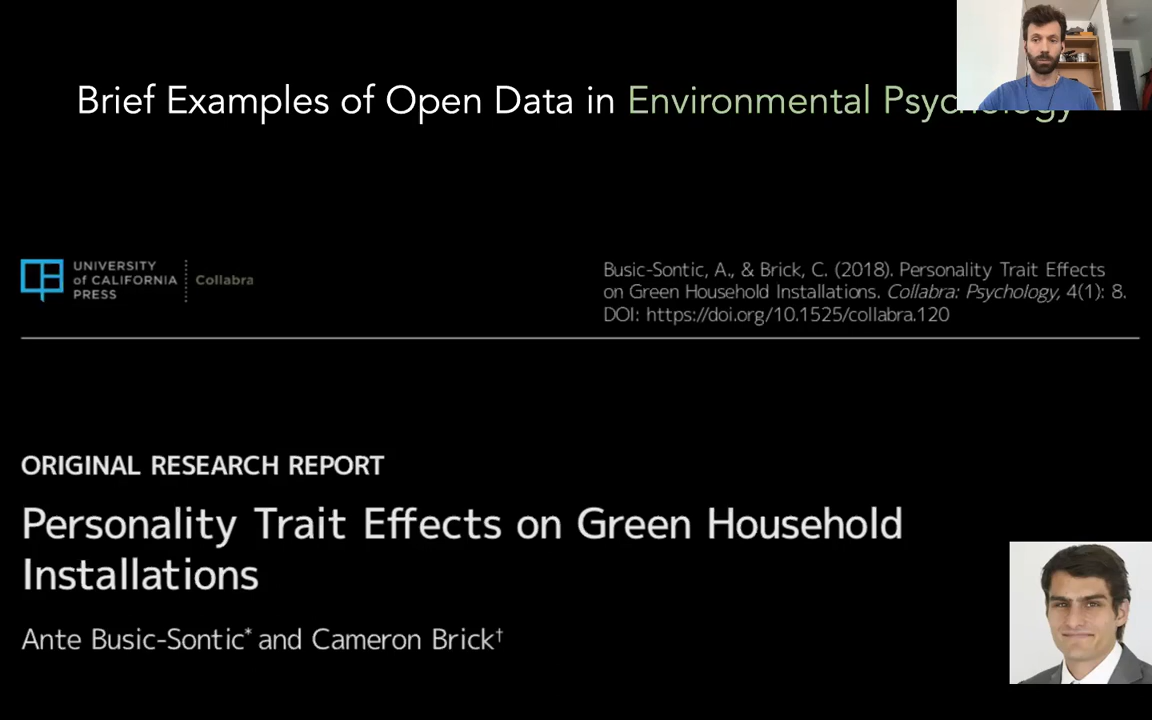 Brief Examples of Open Data in Environmental Psychology
UNIVERSITY
of CALIFORNIA
PRESS
Collabra
Busic-Sontic, A., & Brick, C. (2018). Personality Trait Effects
on Green Household Installations. Collabra: Psychology, 4(1): 8.
DOI: https://doi.org/10.1525/collabra.120
ORIGINAL RESEARCH REPORT
Personality Trait Effects on Green Household
Installations
Ante Busic-Sontic* and Cameron Brick†